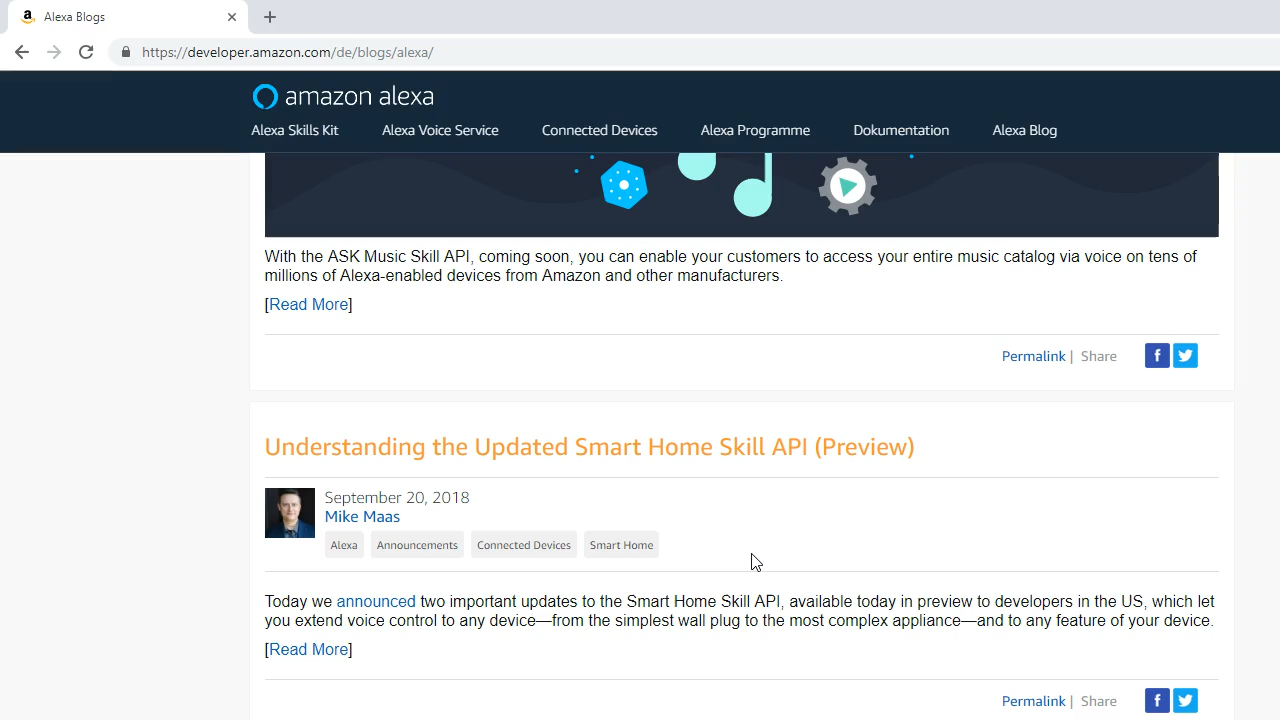 Alexa Blogs
https://developer.amazon.com/de/blogs/alexa/
amazon alexa
Alexa Skills Kit Alexa Voice Service Connected Devices Alexa Programme Dokumentation Alexa Blog
With the ASK Music Skill API, coming soon, you can enable your customers to access your entire music catalog via voice on tens of
millions of Alexa-enabled devices from Amazon and other manufacturers.
[Read More]
Permalink | Share
Understanding the Updated Smart Home Skill API (Preview)
September 20, 2018
Mike Maas
Alexa Announcements Connected Devices Smart Home
Today we announced two important updates to the Smart Home Skill API, available today in preview to developers in the US, which let
you extend voice control to any device—from the simplest wall plug to the most complex appliance—and to any feature of your device.
[Read More]
Permalink | Share